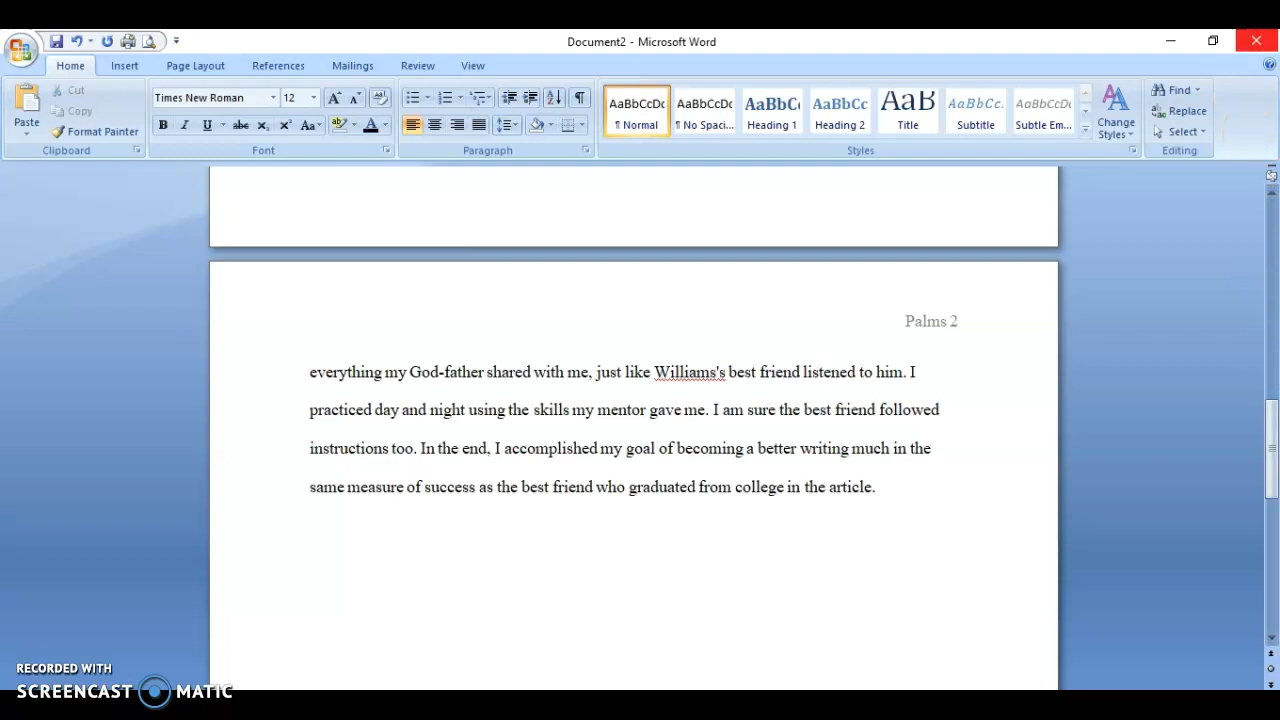 Document2 - Microsoft Word
Home Insert Page Layout References Mailings Review View
Paste
Cut
Copy
Format Painter
Clipboard
Times New Roman 12
B I U abc X₂ X² Aa
Font
Paragraph
AaBbCcDc AaBbCcDc AaBbC AaBbCc AaB AaBbCc. AaBbCcDc
¶ Normal ¶ No Spaci... Heading 1 Heading 2 Title Subtitle Subtle Em...
Styles
Change
Styles
Find
Replace
Select
Editing
Palms 2
everything my God-father shared with me, just like Williams's best friend listened to him. I
practiced day and night using the skills my mentor gave me. I am sure the best friend followed
instructions too. In the end, I accomplished my goal of becoming a better writing much in the
same measure of success as the best friend who graduated from college in the article.
RECORDED WITH
SCREENCAST MATIC